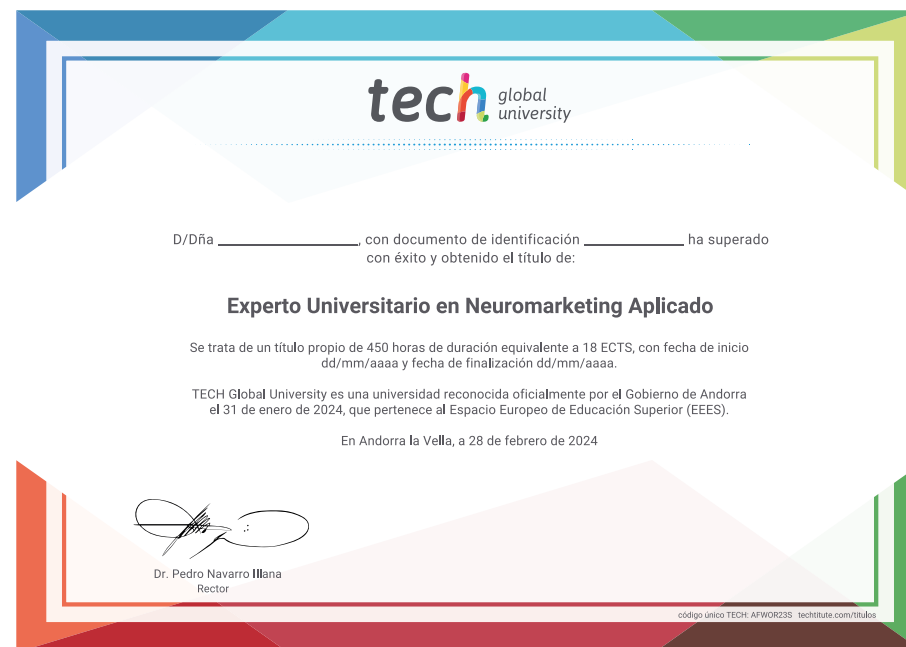 tech global university
D/Dña ____________________, con documento de identificación ______________ ha superado
con éxito y obtenido el título de:
Experto Universitario en Neuromarketing Aplicado
Se trata de un título propio de 450 horas de duración equivalente a 18 ECTS, con fecha de inicio
dd/mm/aaaa y fecha de finalización dd/mm/aaaa.
TECH Global University es una universidad reconocida oficialmente por el Gobierno de Andorra
el 31 de enero de 2024, que pertenece al Espacio Europeo de Educación Superior (EEES).
En Andorra la Vella, a 28 de febrero de 2024
Dr. Pedro Navarro Illana
Rector
código único TECH: AFWOR23S techtitute.com/titulos